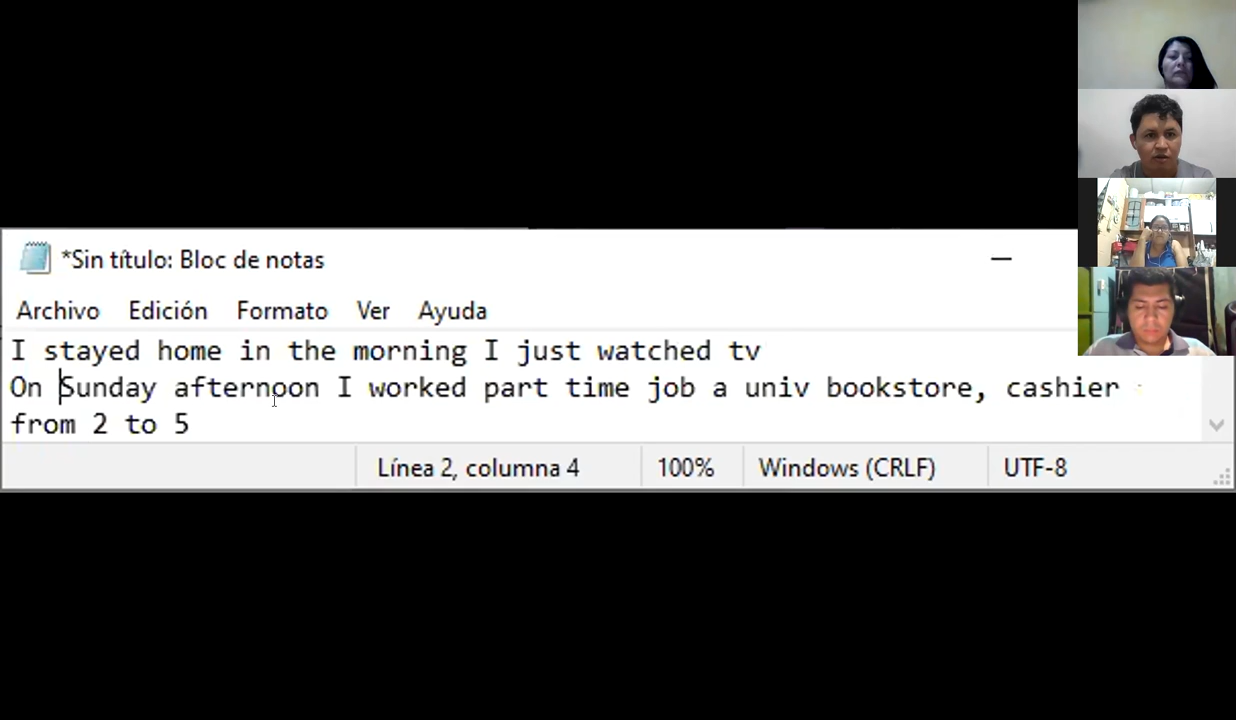 *Sin título: Bloc de notas
Archivo Edición Formato Ver Ayuda
I stayed home in the morning I just watched tv
On Sunday afternoon I worked part time job a univ bookstore, cashier
from 2 to 5
Línea 2, columna 4 100% Windows (CRLF) UTF-8